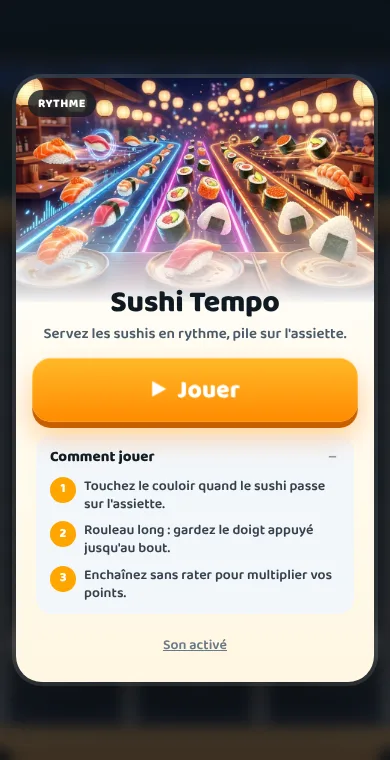 RYTHME
Sushi Tempo
Servez les sushis en rythme, pile sur l'assiette.
▶ Jouer
Comment jouer –
1 Touchez le couloir quand le sushi passe
sur l'assiette.
2 Rouleau long : gardez le doigt appuyé
jusqu'au bout.
3 Enchaînez sans rater pour multiplier vos
points.
Son activé